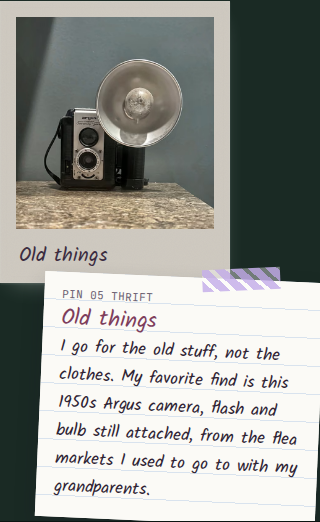 argus
Old things
PIN 05 THRIFT
Old things
I go for the old stuff, not the
clothes. My favorite find is this
1950s Argus camera, flash and
bulb still attached, from the flea
markets I used to go to with my
grandparents.